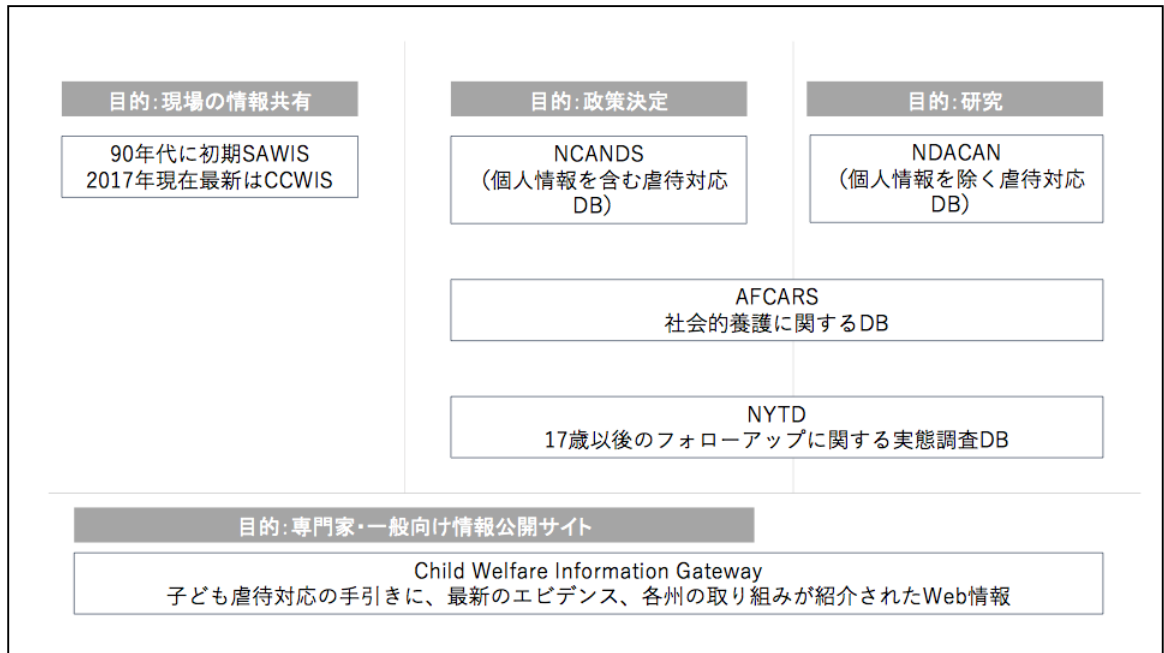 目的：現場の情報共有
90年代に初期SAWIS
2017年現在最新はCCWIS
目的：政策決定
NCANDS
（個人情報を含む虐待対応
DB）
目的：研究
NDACAN
（個人情報を除く虐待対応
DB）
AFCARS
社会的養護に関するDB
NYTD
17歳以後のフォローアップに関する実態調査DB
目的：専門家・一般向け情報公開サイト
Child Welfare Information Gateway
子ども虐待対応の手引きに、最新のエビデンス、各州の取り組みが紹介されたWeb情報